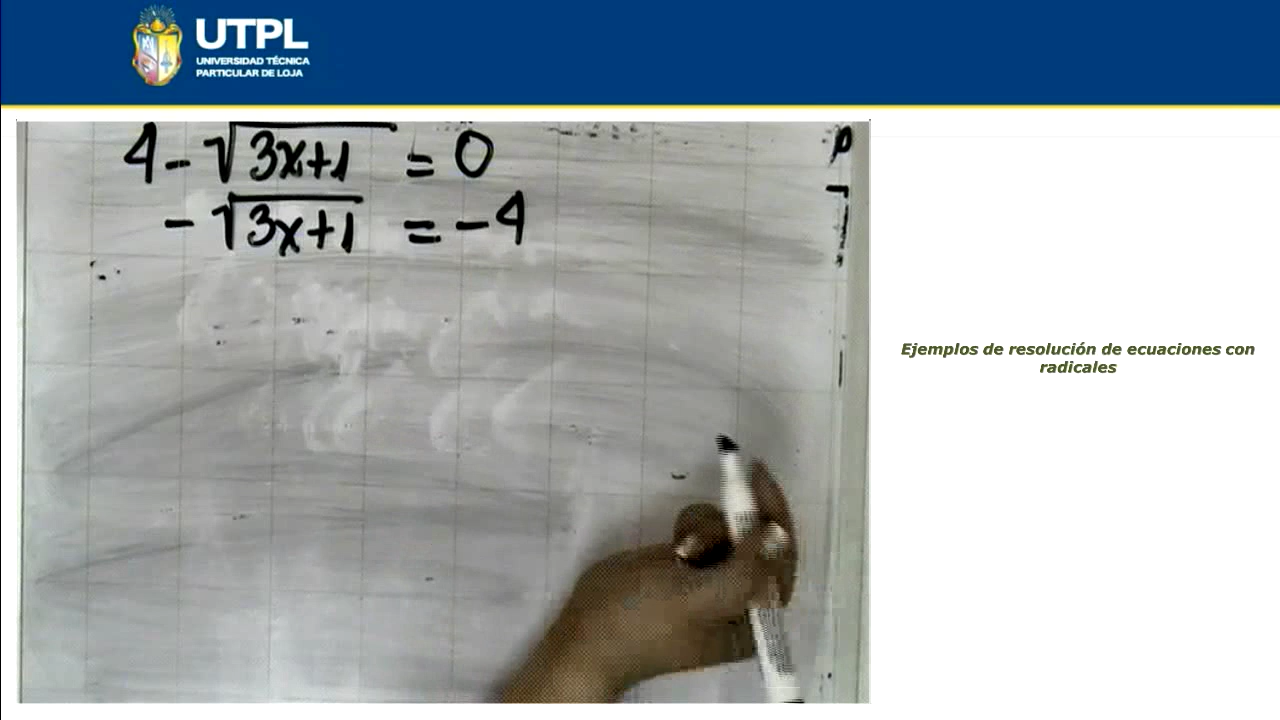 UTPL
UNIVERSIDAD TÉCNICA
PARTICULAR DE LOJA
4-√3x+1 = 0
-√3x+1 = -4
Ejemplos de resolución de ecuaciones con
radicales